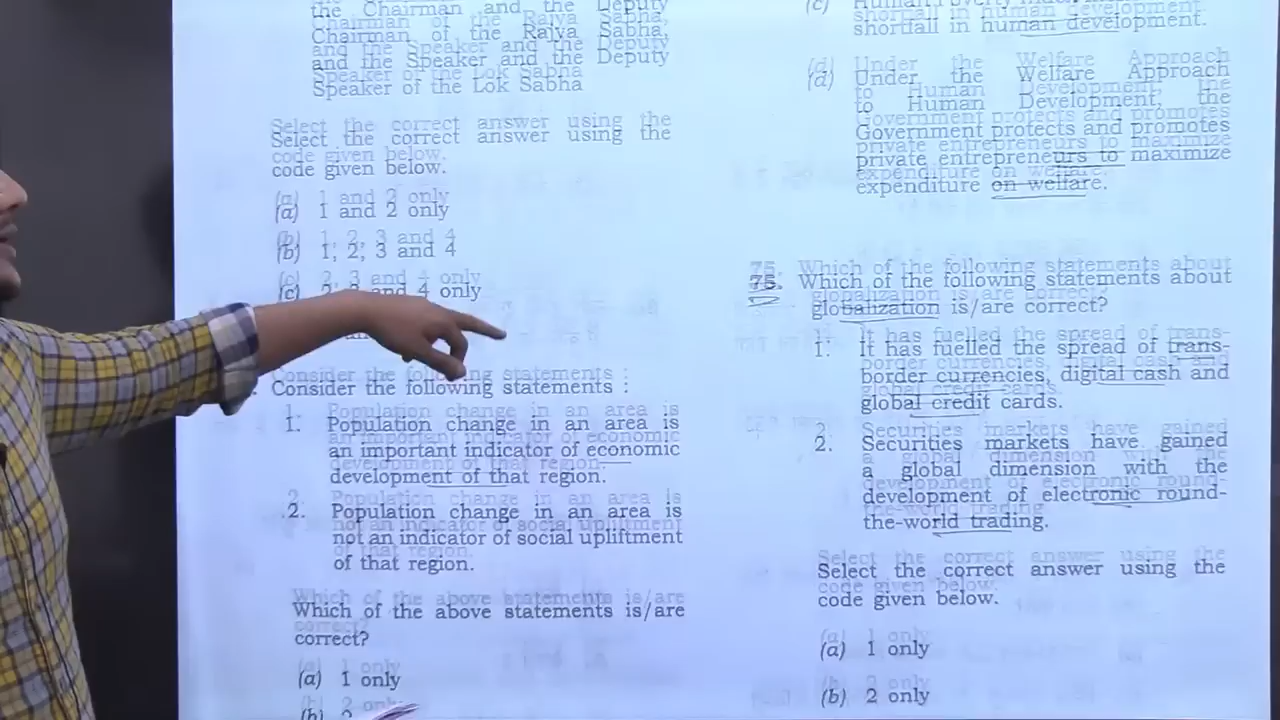 the Chairman and the Deputy
Chairman of the Rajya Sabha,
and the Speaker and the Deputy
Speaker of the Lok Sabha
Select the correct answer using the
code given below.
(a) 1 and 2 only
(b) 1, 2, 3 and 4
(c) 2, 3 and 4 only
Consider the following statements :
1. Population change in an area is
an important indicator of economic
development of that region.
2. Population change in an area is
not an indicator of social upliftment
of that region.
Which of the above statements is/are
correct?
(a) 1 only
(b) 2
(c) Human
shortfall in human development.
(d) Under the Welfare Approach
to Human Development, the
Government protects and promotes
private entrepreneurs to maximize
expenditure on welfare.
75. Which of the following statements about
globalization is/are correct?
1. It has fuelled the spread of trans-
border currencies, digital cash and
global credit cards.
2. Securities markets have gained
a global dimension with the
development of electronic round-
the-world trading.
Select the correct answer using the
code given below.
(a) 1 only
(b) 2 only